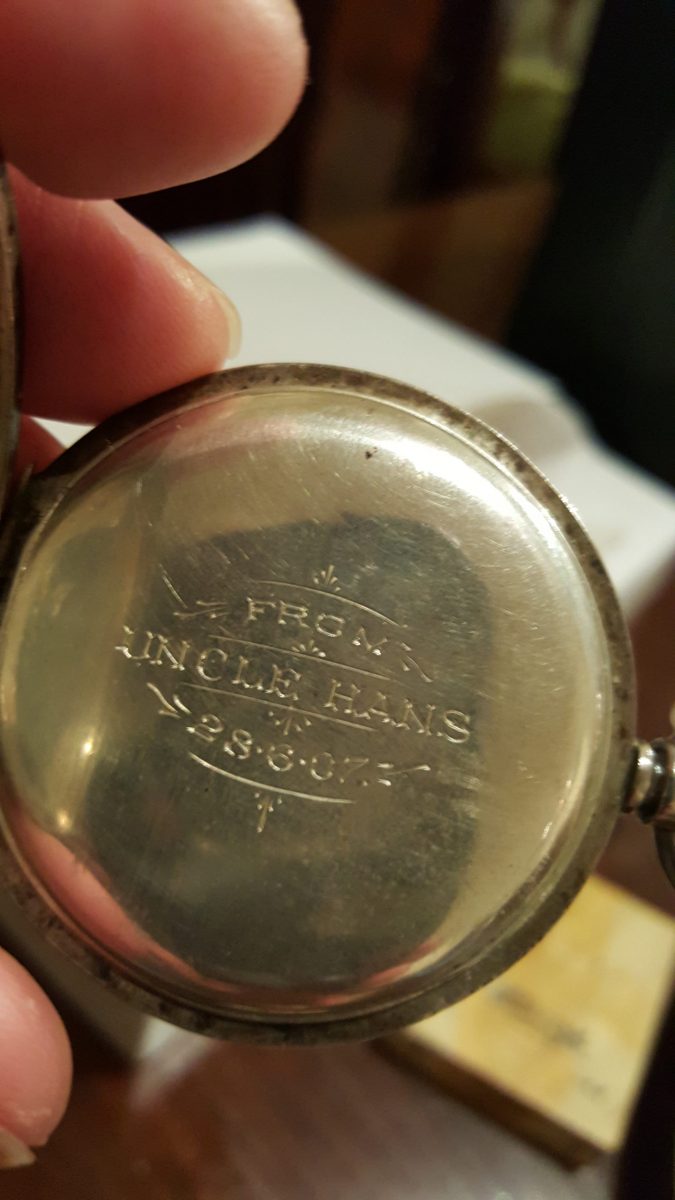 FROM
UNCLE HANS
28·6·07.